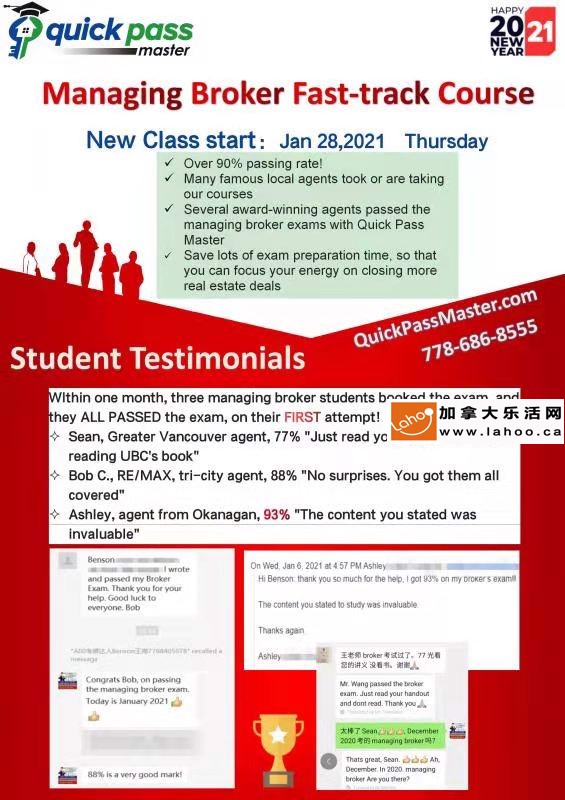 quick pass
master
HAPPY
20 21
NEW
YEAR
Managing Broker Fast-track Course
New Class start： Jan 28,2021 Thursday
✓ Over 90% passing rate!
✓ Many famous local agents took or are taking
our courses
✓ Several award-winning agents passed the
managing broker exams with Quick Pass
Master
✓ Save lots of exam preparation time, so that
you can focus your energy on closing more
real estate deals
QuickPassMaster.com
778-686-8555
Student Testimonials
WIthin one month, three managing broker students booked the exam, and
they ALL PASSED the exam, on their FIRST attempt!
Lahoo
加拿大乐活网
www.lahoo.ca
✧ Sean, Greater Vancouver agent, 77% "Just read
reading UBC's book"
✧ Bob C., RE/MAX, tri-city agent, 88% "No surprises. You got them all
covered"
✧ Ashley, agent from Okanagan, 93% "The content you stated was
invaluable"
Benson
I wrote
and passed my Broker
Exam. Thank you for your
help. Good luck to
everyone. Bob
recalled a
message
Congrats Bob, on passing
the managing broker exam.
Today is January 2021 👍
👍
88% is a very good mark!
On Wed, Jan 6, 2021 at 4:57 PM Ashley
Hi Benson: thank you so much for the help, I got 93% on my broker's exam!!!
The content you stated to study was invaluable.
Thanks again.
Ashley
王老师 broker 考试过了。77 光看
您的讲义 没看书。谢谢🙏
Mr. Wang passed the broker
exam. Just read your handout
and dont read. Thank you 🙏
太棒了 Sean👍👍👍, December
2020 考的 managing broker 吗?
Thats great, Sean. 👍👍👍 Ah,
December. In 2020. managing
broker Are you there?